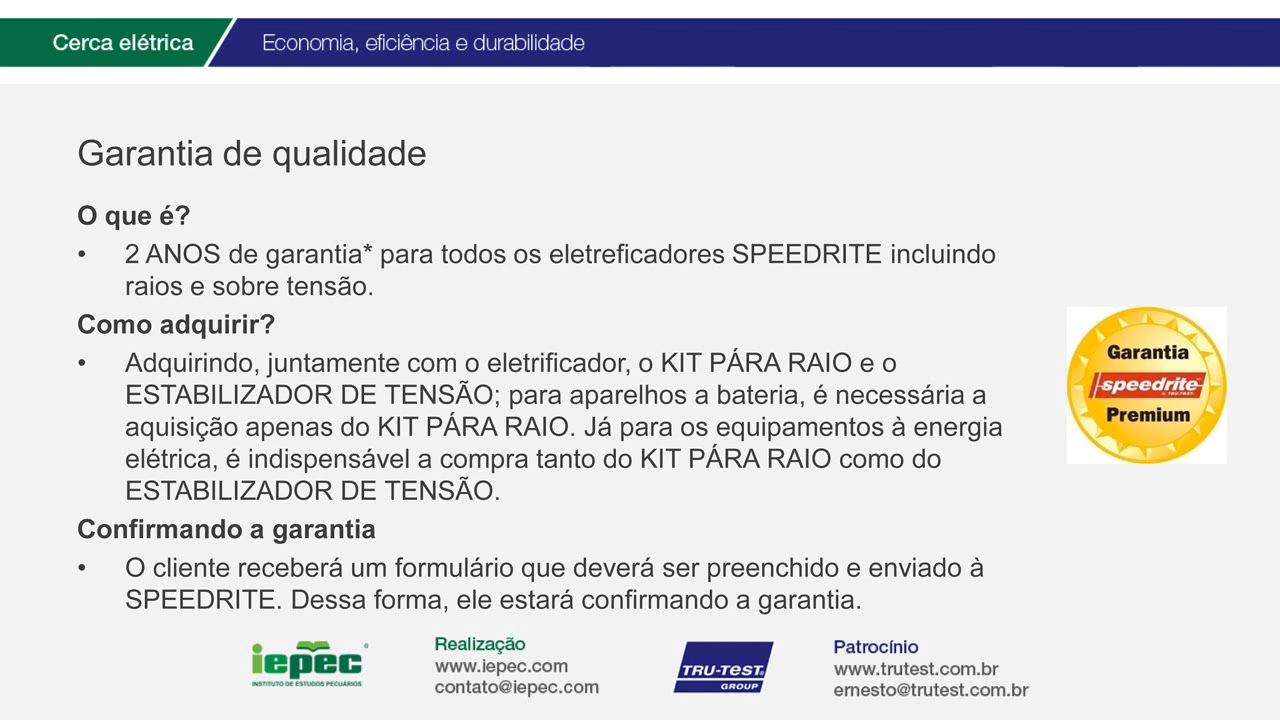 Cerca elétrica
Economia, eficiência e durabilidade
Garantia de qualidade
O que é?
• 2 ANOS de garantia* para todos os eletreficadores SPEEDRITE incluindo
raios e sobre tensão.
Como adquirir?
• Adquirindo, juntamente com o eletrificador, o KIT PÁRA RAIO e o
ESTABILIZADOR DE TENSÃO; para aparelhos a bateria, é necessária a
aquisição apenas do KIT PÁRA RAIO. Já para os equipamentos à energia
elétrica, é indispensável a compra tanto do KIT PÁRA RAIO como do
ESTABILIZADOR DE TENSÃO.
Garantia
speedrite
by TRU-TEST
Premium
Confirmando a garantia
• O cliente receberá um formulário que deverá ser preenchido e enviado à
SPEEDRITE. Dessa forma, ele estará confirmando a garantia.
iepec
INSTITUTO DE ESTUDOS PECUÁRIOS
Realização
www.iepec.com
contato@iepec.com
TRU-TEST
GROUP
Patrocínio
www.trutest.com.br
ernesto@trutest.com.br